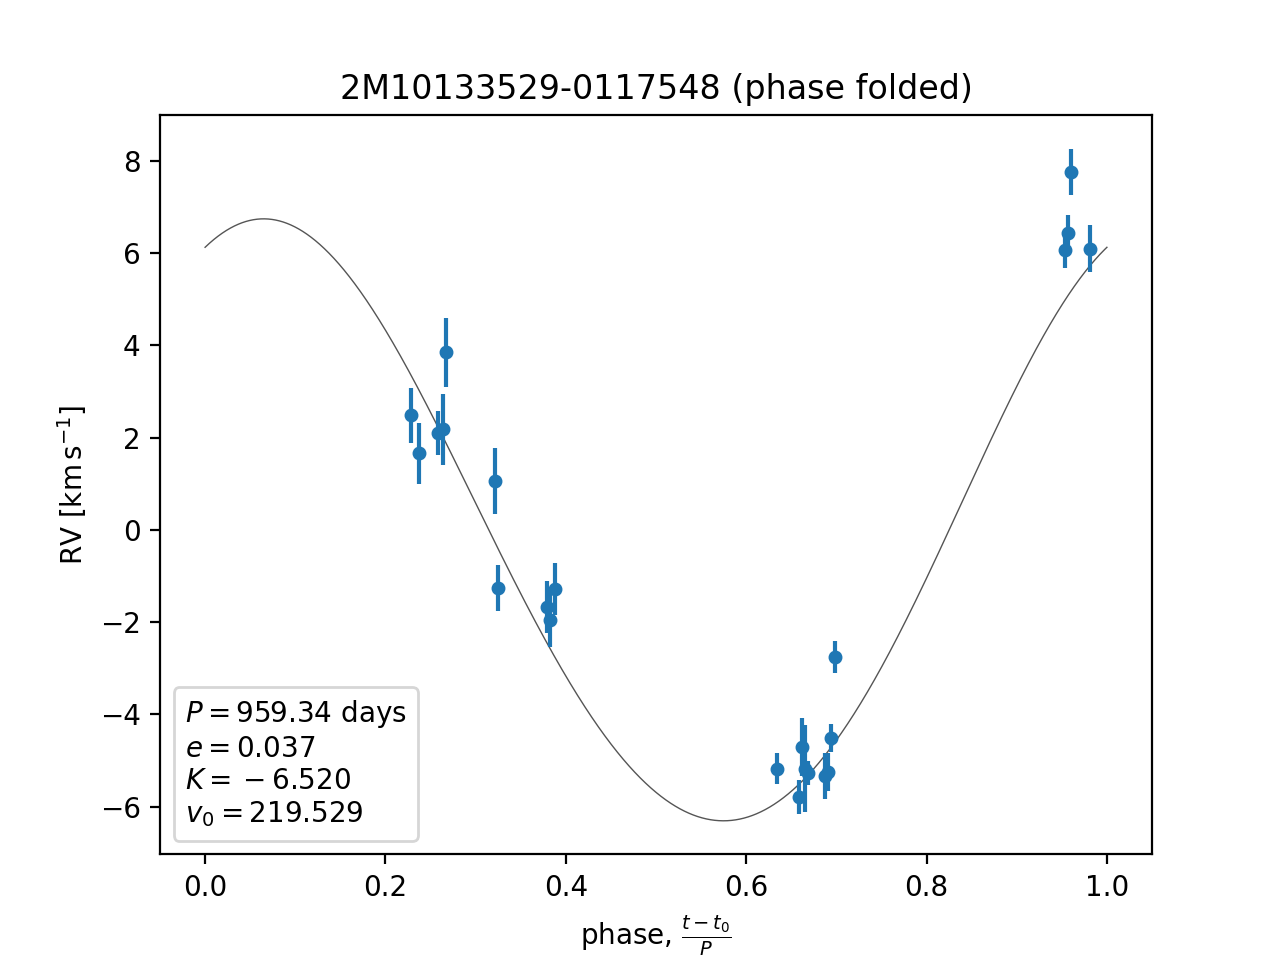 2M10133529-0117548 (phase folded)
8
6
4
2
0
−2
−4
−6
RV [km s⁻¹]
P = 959.34 days
e = 0.037
K = −6.520
v₀ = 219.529
0.0 0.2 0.4 0.6 0.8 1.0
phase, (t − t₀)/P